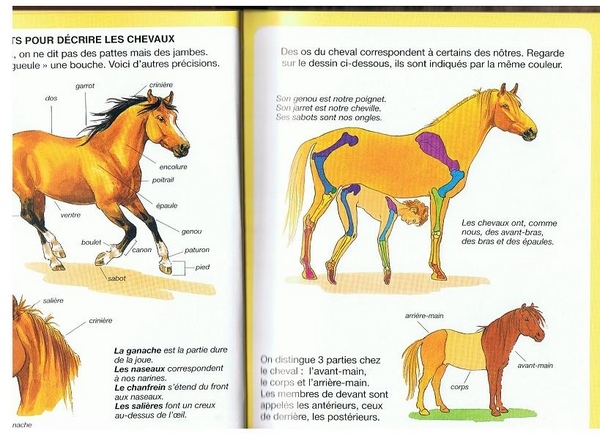 TS POUR DÉCRIRE LES CHEVAUX
, on ne dit pas des pattes mais des jambes.
gueule » une bouche. Voici d'autres précisions.
garrot
crinière
dos
encolure
poitrail
épaule
ventre
genou
boulet
canon
paturon
pied
sabot
salière
crinière
La ganache est la partie dure
de la joue.
Les naseaux correspondent
à nos narines.
Le chanfrein s'étend du front
aux naseaux.
Les salières font un creux
au-dessus de l'œil.
nache
Des os du cheval correspondent à certains des nôtres. Regarde
sur le dessin ci-dessous, ils sont indiqués par la même couleur.
Son genou est notre poignet.
Son jarret est notre cheville.
Ses sabots sont nos ongles.
Les chevaux ont, comme
nous, des avant-bras,
des bras et des épaules.
arrière-main
avant-main
corps
On distingue 3 parties chez
le cheval : l'avant-main,
le corps et l'arrière-main.
Les membres de devant sont
appelés les antérieurs, ceux
de derrière, les postérieurs.